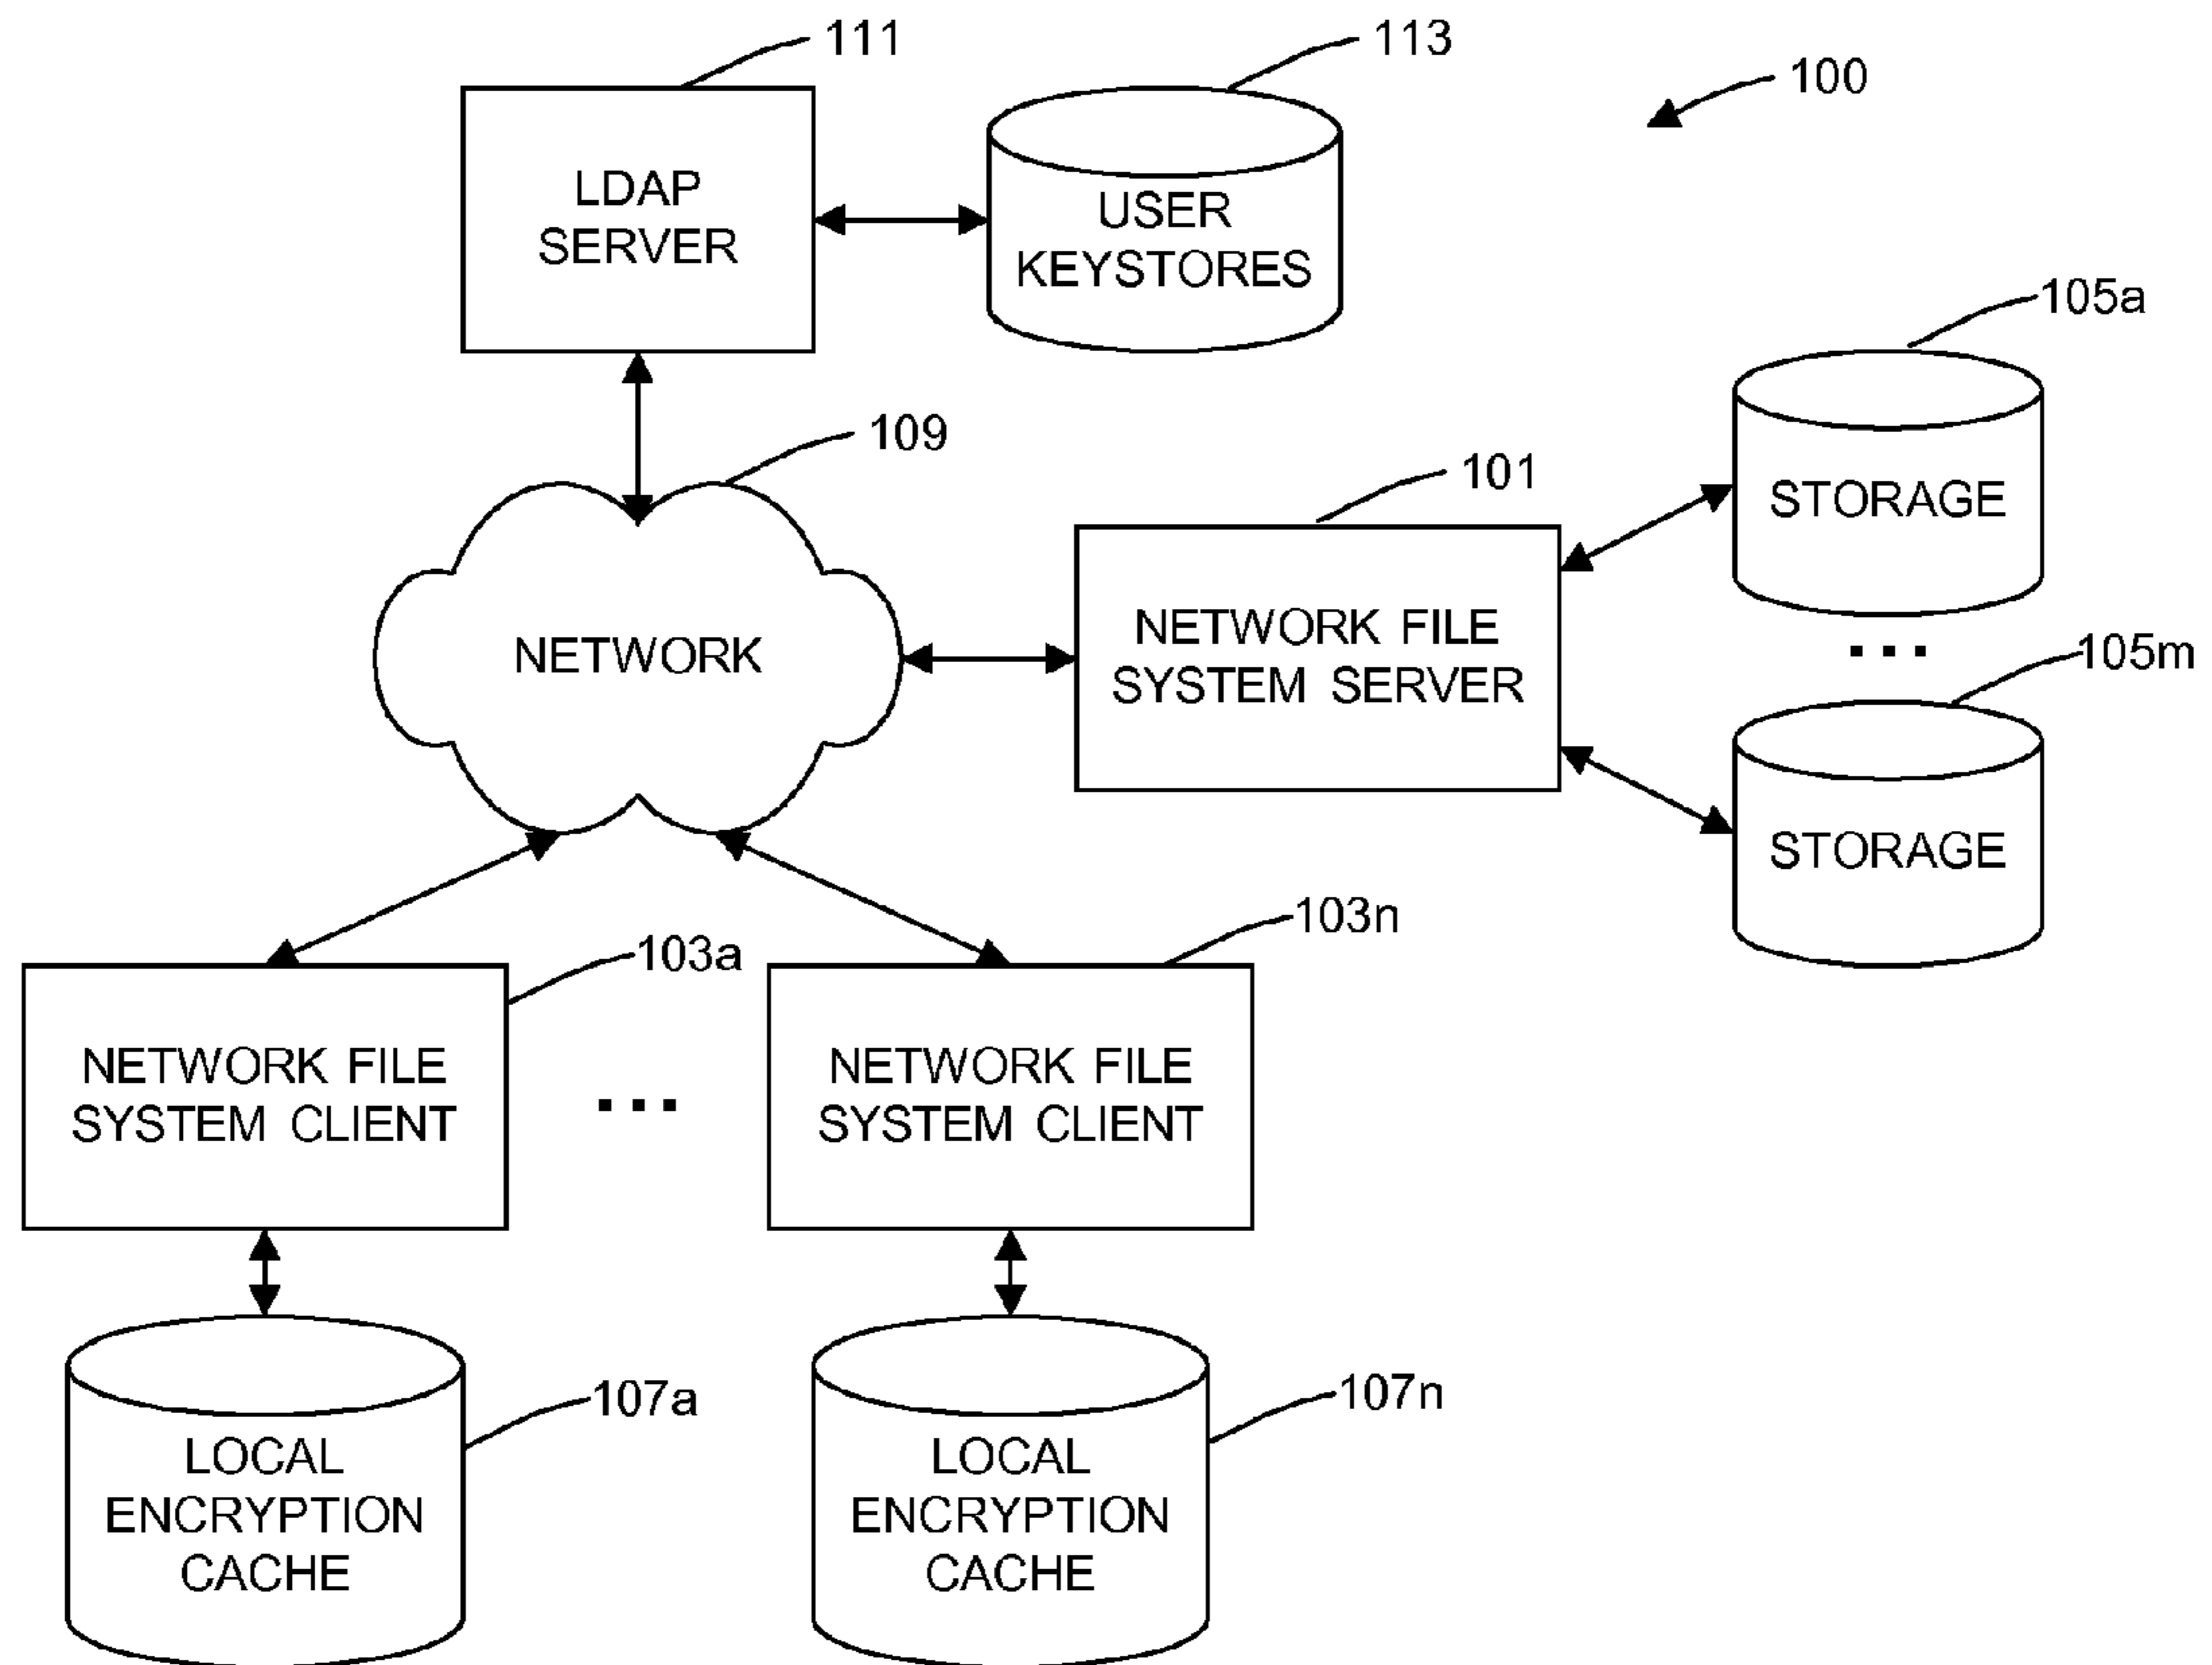 111
113
100
LDAP
SERVER
USER
KEYSTORES
105a
109
101
STORAGE
NETWORK
NETWORK FILE
SYSTEM SERVER
105m
STORAGE
103a
103n
NETWORK FILE
SYSTEM CLIENT
...
NETWORK FILE
SYSTEM CLIENT
107a
107n
LOCAL
ENCRYPTION
CACHE
LOCAL
ENCRYPTION
CACHE